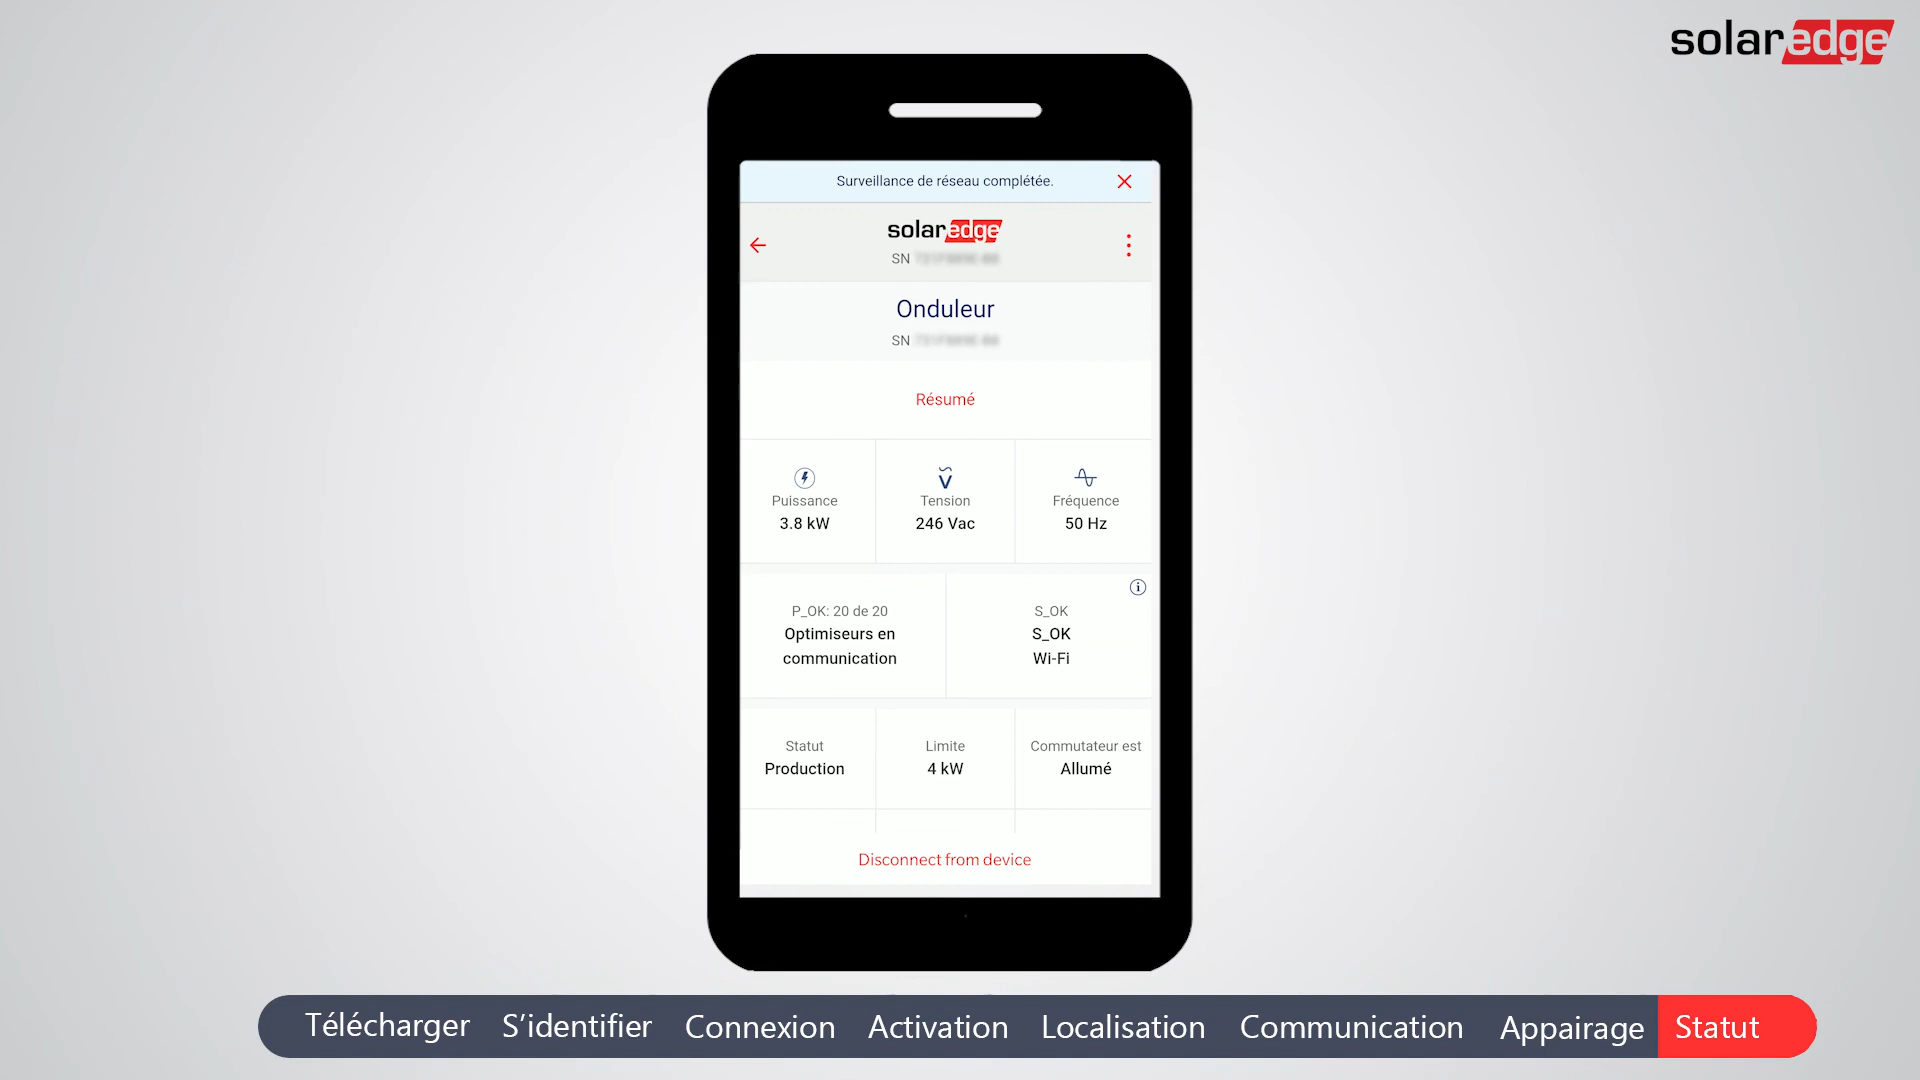 solaredge
Surveillance de réseau complétée.
solaredge
SN
Onduleur
SN
Résumé
Puissance
3.8 kW
Tension
246 Vac
Fréquence
50 Hz
P_OK: 20 de 20
Optimiseurs en
communication
S_OK
S_OK
Wi-Fi
Statut
Production
Limite
4 kW
Commutateur est
Allumé
Disconnect from device
Télécharger S’identifier Connexion Activation Localisation Communication Appairage Statut